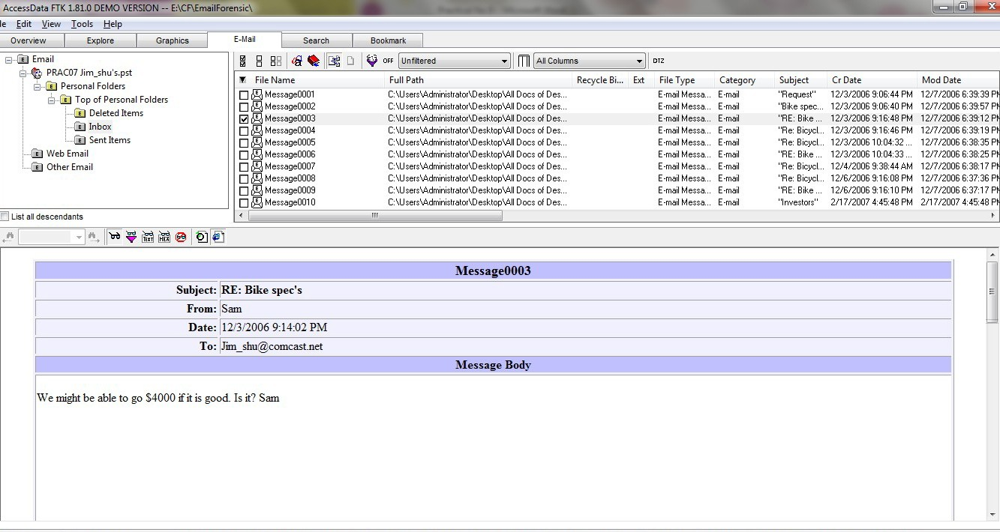 AccessData FTK 1.81.0 DEMO VERSION -- E:\CF\EmailForensic\
le Edit View Tools Help
Overview Explore Graphics E-Mail Search Bookmark
Email
PRAC07 Jim_shu's.pst
Personal Folders
Top of Personal Folders
Deleted Items
Inbox
Sent Items
Web Email
Other Email
List all descendants
OFF Unfiltered All Columns DTZ
File Name Full Path Recycle Bi... Ext File Type Category Subject Cr Date Mod Date
Message0001 C:\Users\Administrator\Desktop\All Docs of Des... E-mail Messa... E-mail "Request" 12/3/2006 9:06:44 PM 12/7/2006 6:39:39 PM
Message0002 C:\Users\Administrator\Desktop\All Docs of Des... E-mail Messa... E-mail "Bike spec... 12/3/2006 9:06:40 PM 12/7/2006 6:39:57 PM
Message0003 C:\Users\Administrator\Desktop\All Docs of Des... E-mail Messa... E-mail "RE: Bike ... 12/3/2006 9:16:48 PM 12/7/2006 6:39:12 PM
Message0004 C:\Users\Administrator\Desktop\All Docs of Des... E-mail Messa... E-mail "Re: Bicycl... 12/3/2006 9:16:46 PM 12/7/2006 6:39:19 PM
Message0005 C:\Users\Administrator\Desktop\All Docs of Des... E-mail Messa... E-mail "Re: Bicycl... 12/3/2006 10:04:32 ... 12/7/2006 6:38:35 PM
Message0006 C:\Users\Administrator\Desktop\All Docs of Des... E-mail Messa... E-mail "RE: Bike ... 12/3/2006 10:04:33 ... 12/7/2006 6:38:25 PM
Message0007 C:\Users\Administrator\Desktop\All Docs of Des... E-mail Messa... E-mail "Re: Bicycl... 12/4/2006 9:38:44 AM 12/7/2006 6:38:17 PM
Message0008 C:\Users\Administrator\Desktop\All Docs of Des... E-mail Messa... E-mail "Re: Bicycl... 12/6/2006 9:16:08 PM 12/7/2006 6:37:36 PM
Message0009 C:\Users\Administrator\Desktop\All Docs of Des... E-mail Messa... E-mail "RE: Bike ... 12/6/2006 9:16:10 PM 12/7/2006 6:37:17 PM
Message0010 C:\Users\Administrator\Desktop\All Docs of Des... E-mail Messa... E-mail "Investors" 2/17/2007 4:45:48 PM 2/17/2007 4:45:48 PM
TEXT HEX
Message0003
Subject: RE: Bike spec's
From: Sam
Date: 12/3/2006 9:14:02 PM
To: Jim_shu@comcast.net
Message Body
We might be able to go $4000 if it is good. Is it? Sam